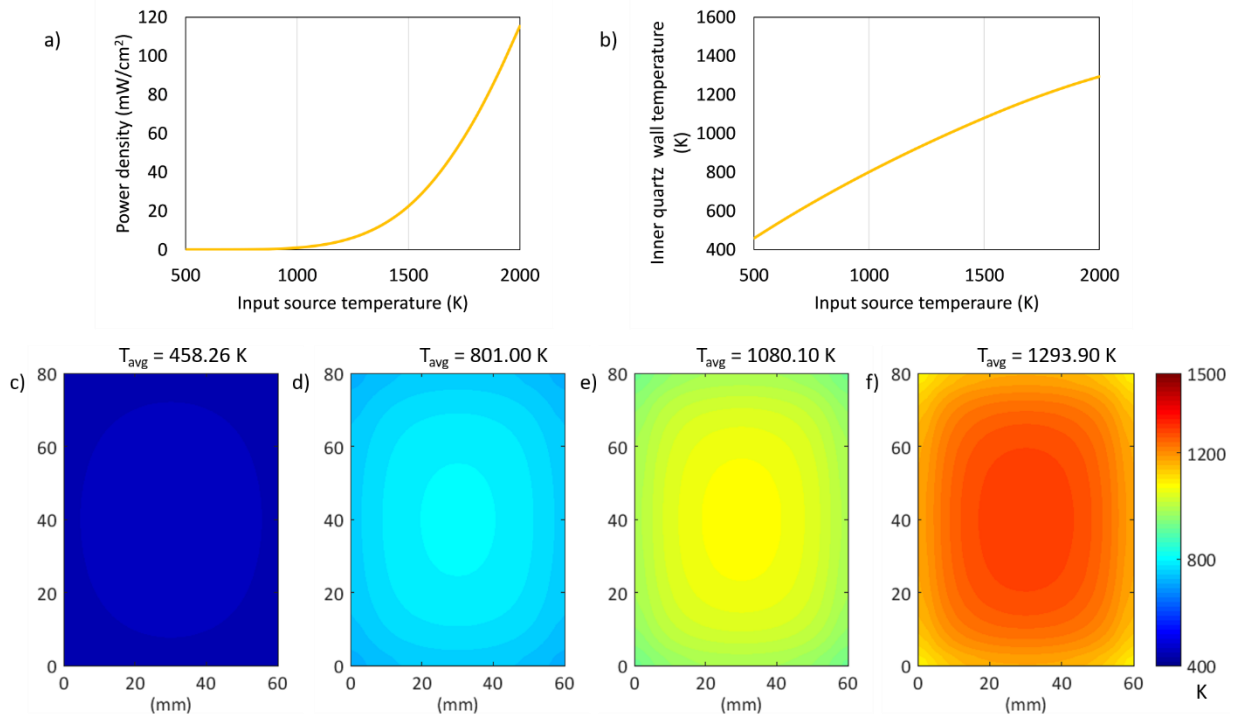 a)
Power density (mW/cm²)
120
100
80
60
40
20
0
500 1000 1500 2000
Input source temperature (K)
b)
Inner quartz wall temperature
(K)
1600
1400
1200
1000
800
600
400
500 1000 1500 2000
Input source temperaure (K)
c)
T_avg = 458.26 K
80
60
40
20
0
0 20 40 60
(mm)
d)
T_avg = 801.00 K
80
60
40
20
0
0 20 40 60
(mm)
e)
T_avg = 1080.10 K
80
60
40
20
0
0 20 40 60
(mm)
f)
T_avg = 1293.90 K
80
60
40
20
0
0 20 40 60
(mm)
1500
1200
800
400
K